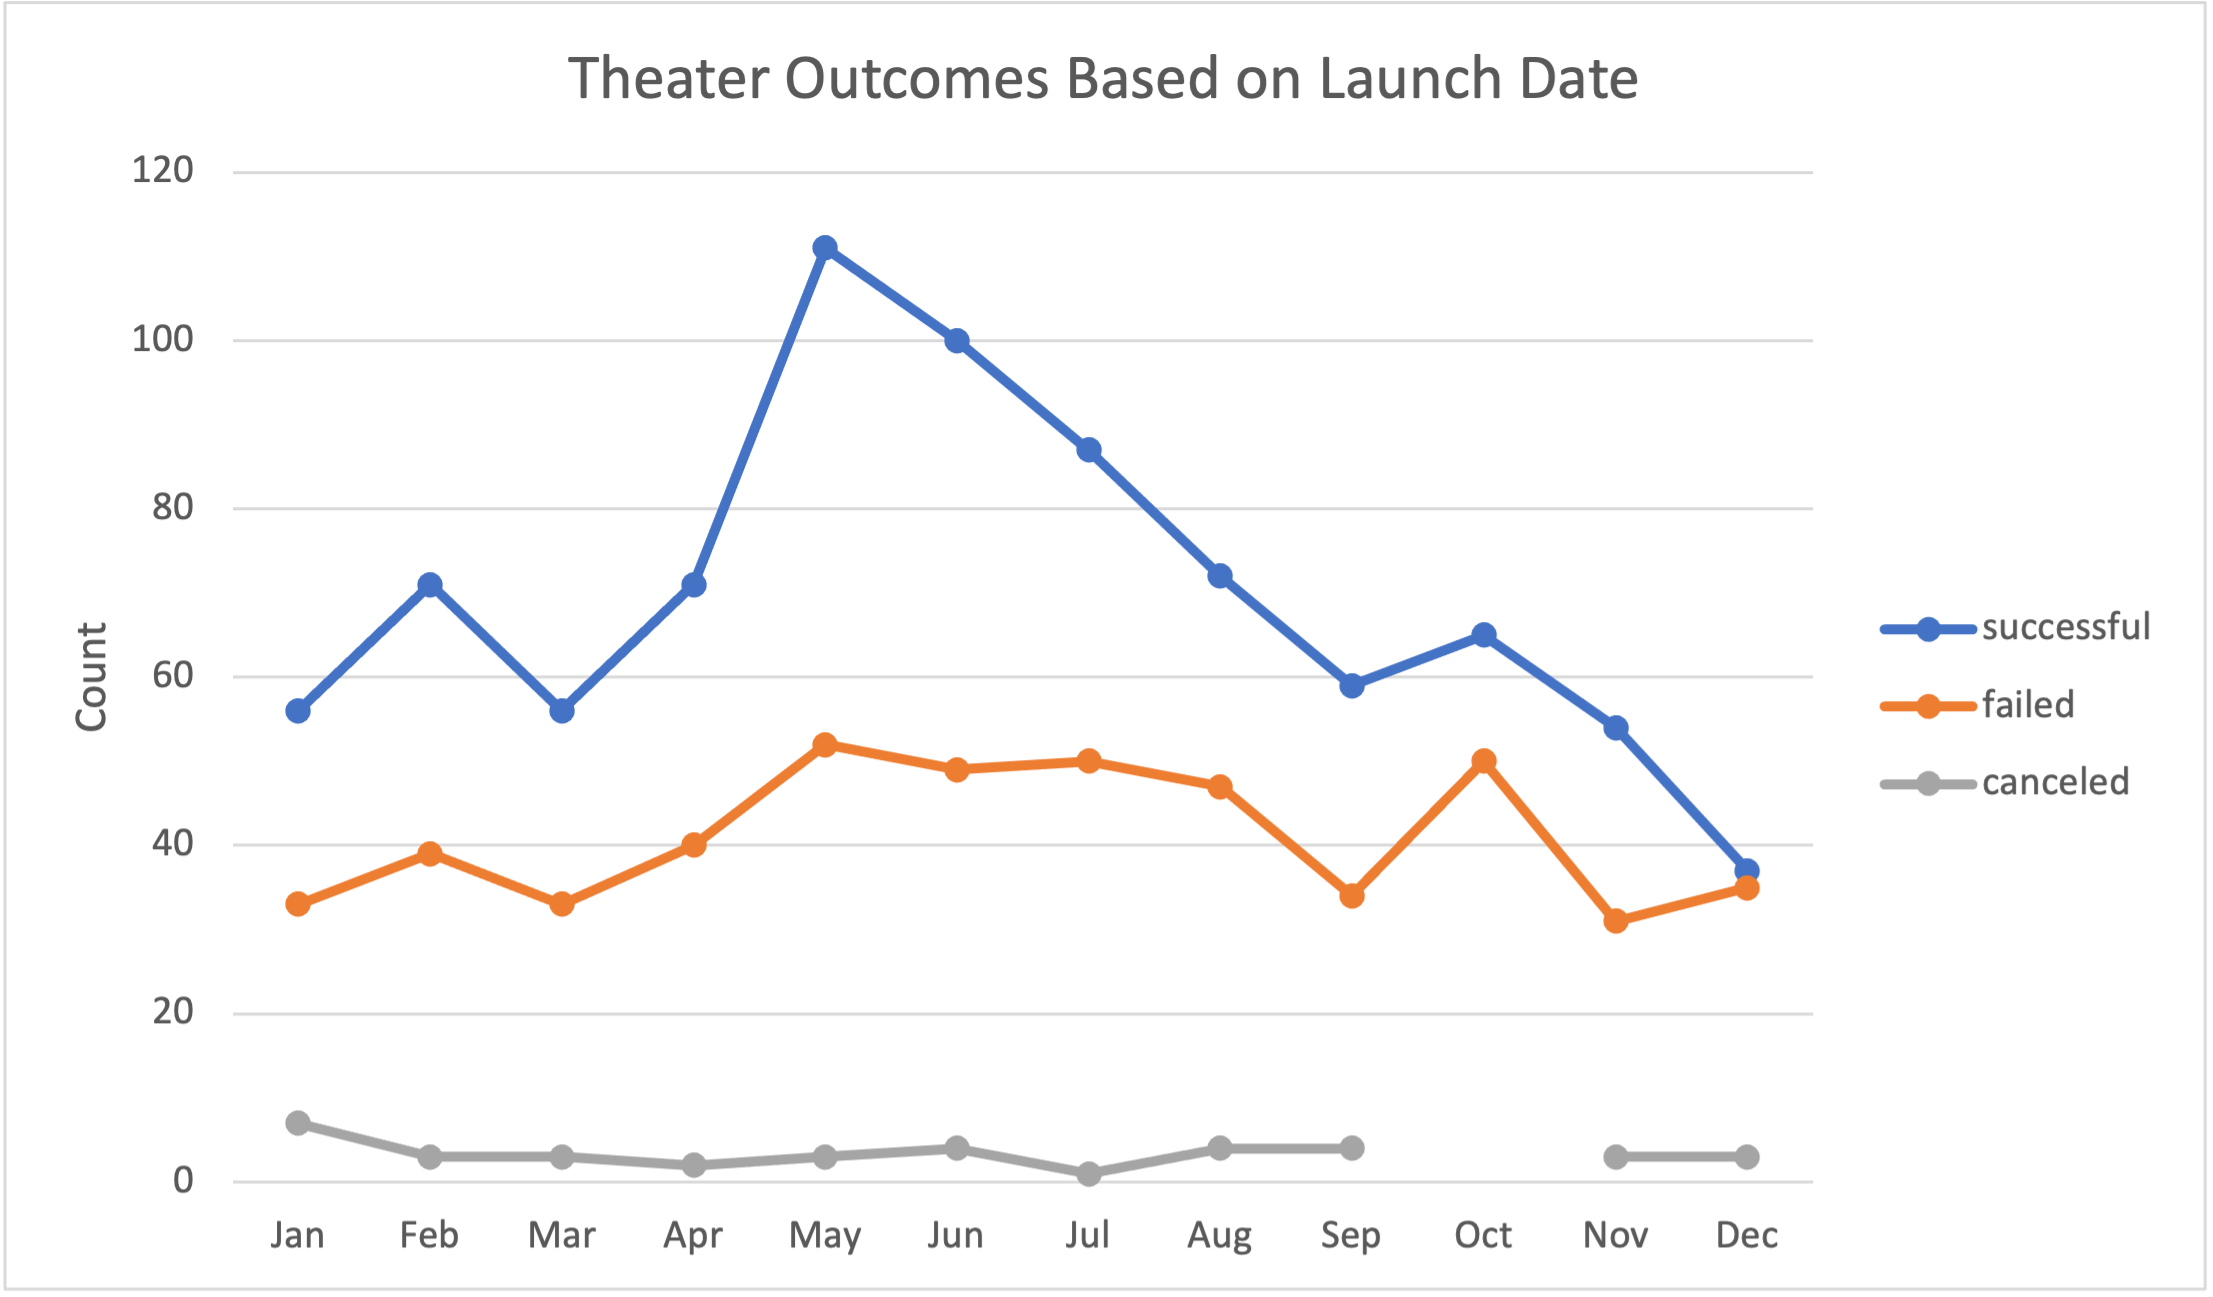 Theater Outcomes Based on Launch Date
120
100
80
60
40
20
0
Count
Jan Feb Mar Apr May Jun Jul Aug Sep Oct Nov Dec
successful
failed
canceled